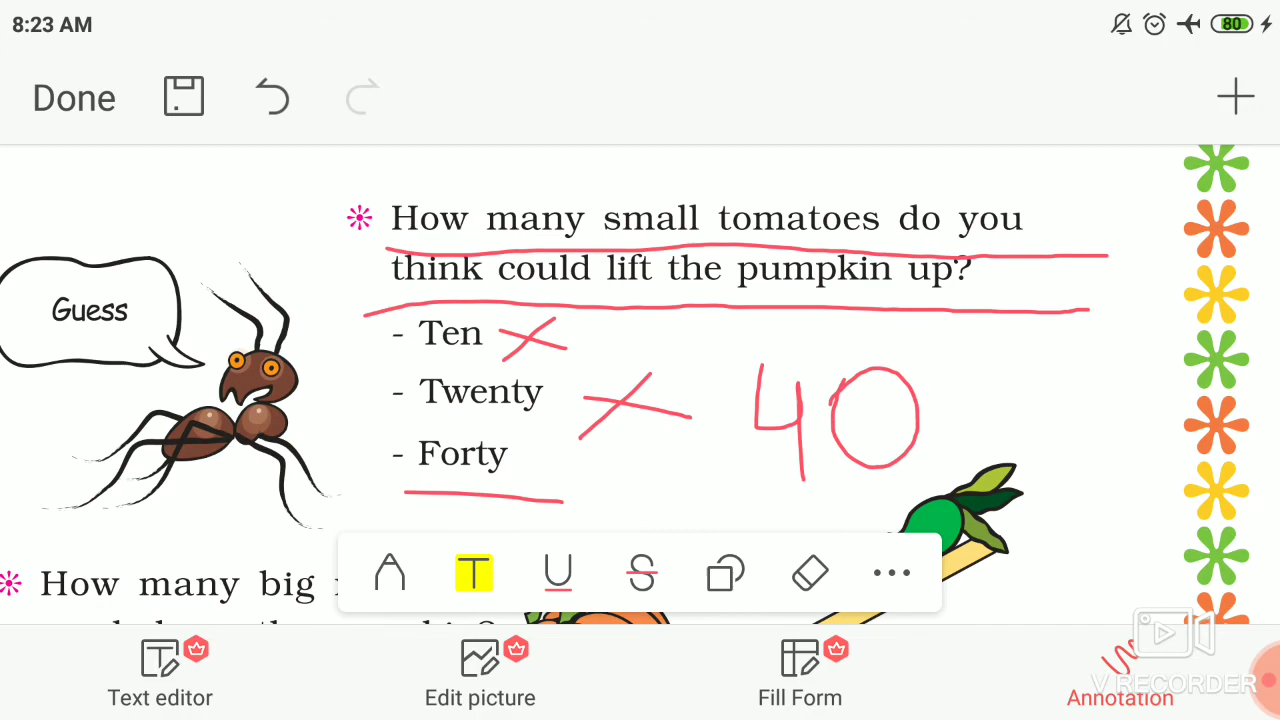 8:23 AM
80
Done
How many small tomatoes do you
think could lift the pumpkin up?
Guess
- Ten
- Twenty
40
- Forty
How many big
Text editor
Edit picture
Fill Form
Annotation
V RECORDER